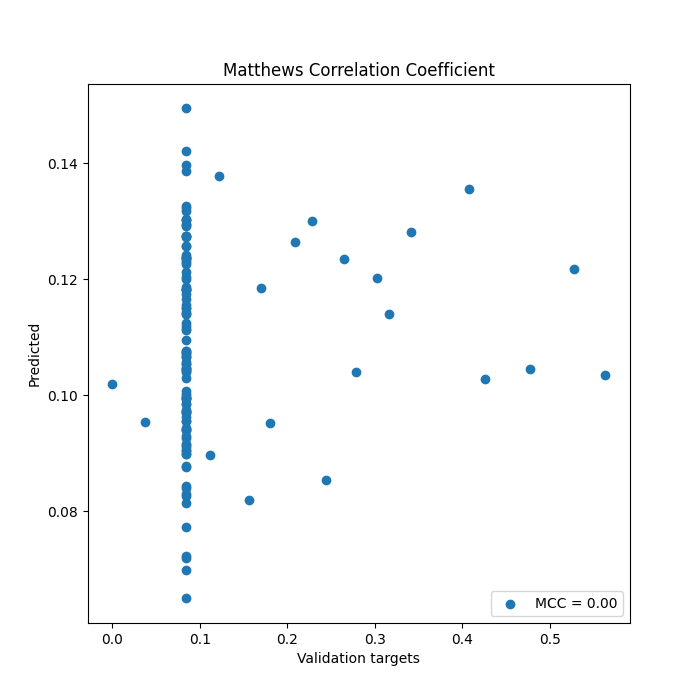 Matthews Correlation Coefficient
0.14
0.12
0.10
0.08
Predicted
MCC = 0.00
0.0 0.1 0.2 0.3 0.4 0.5
Validation targets